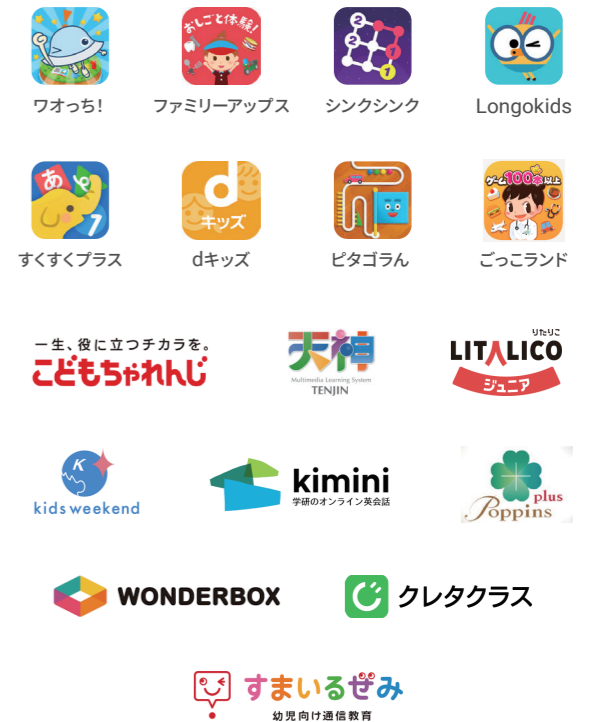 おしごと体験!
2
2
1
1
ワオっち!
ファミリーアップス
シンクシンク
Longokids
あ
1
d
キッズ
ゲーム100本以上
すくすくプラス
dキッズ
ピタゴらん
ごっこランド
一生、役に立つチカラを。
こどもちゃれんじ
天神
Multimedia Learning System
TENJIN
りたりこ
LITALICO
ジュニア
K
kids weekend
kimini
学研のオンライン英会話
plus
Poppins
WONDERBOX
クレタクラス
すまいるぜみ
幼児向け通信教育